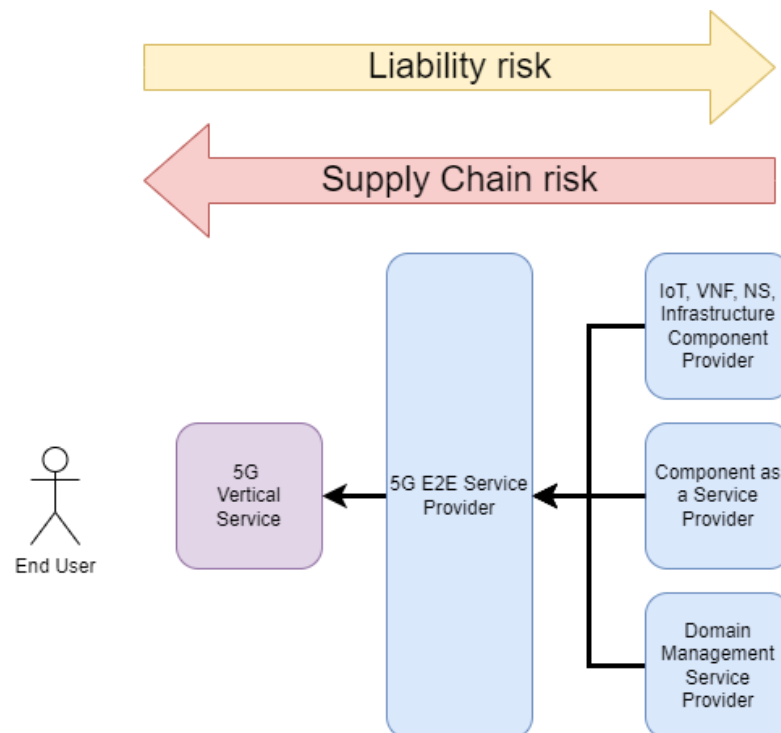 Liability risk
Supply Chain risk
IoT, VNF, NS,
Infrastructure
Component
Provider
5G
Vertical
Service
5G E2E Service
Provider
Component as
a Service
Provider
End User
Domain
Management
Service
Provider